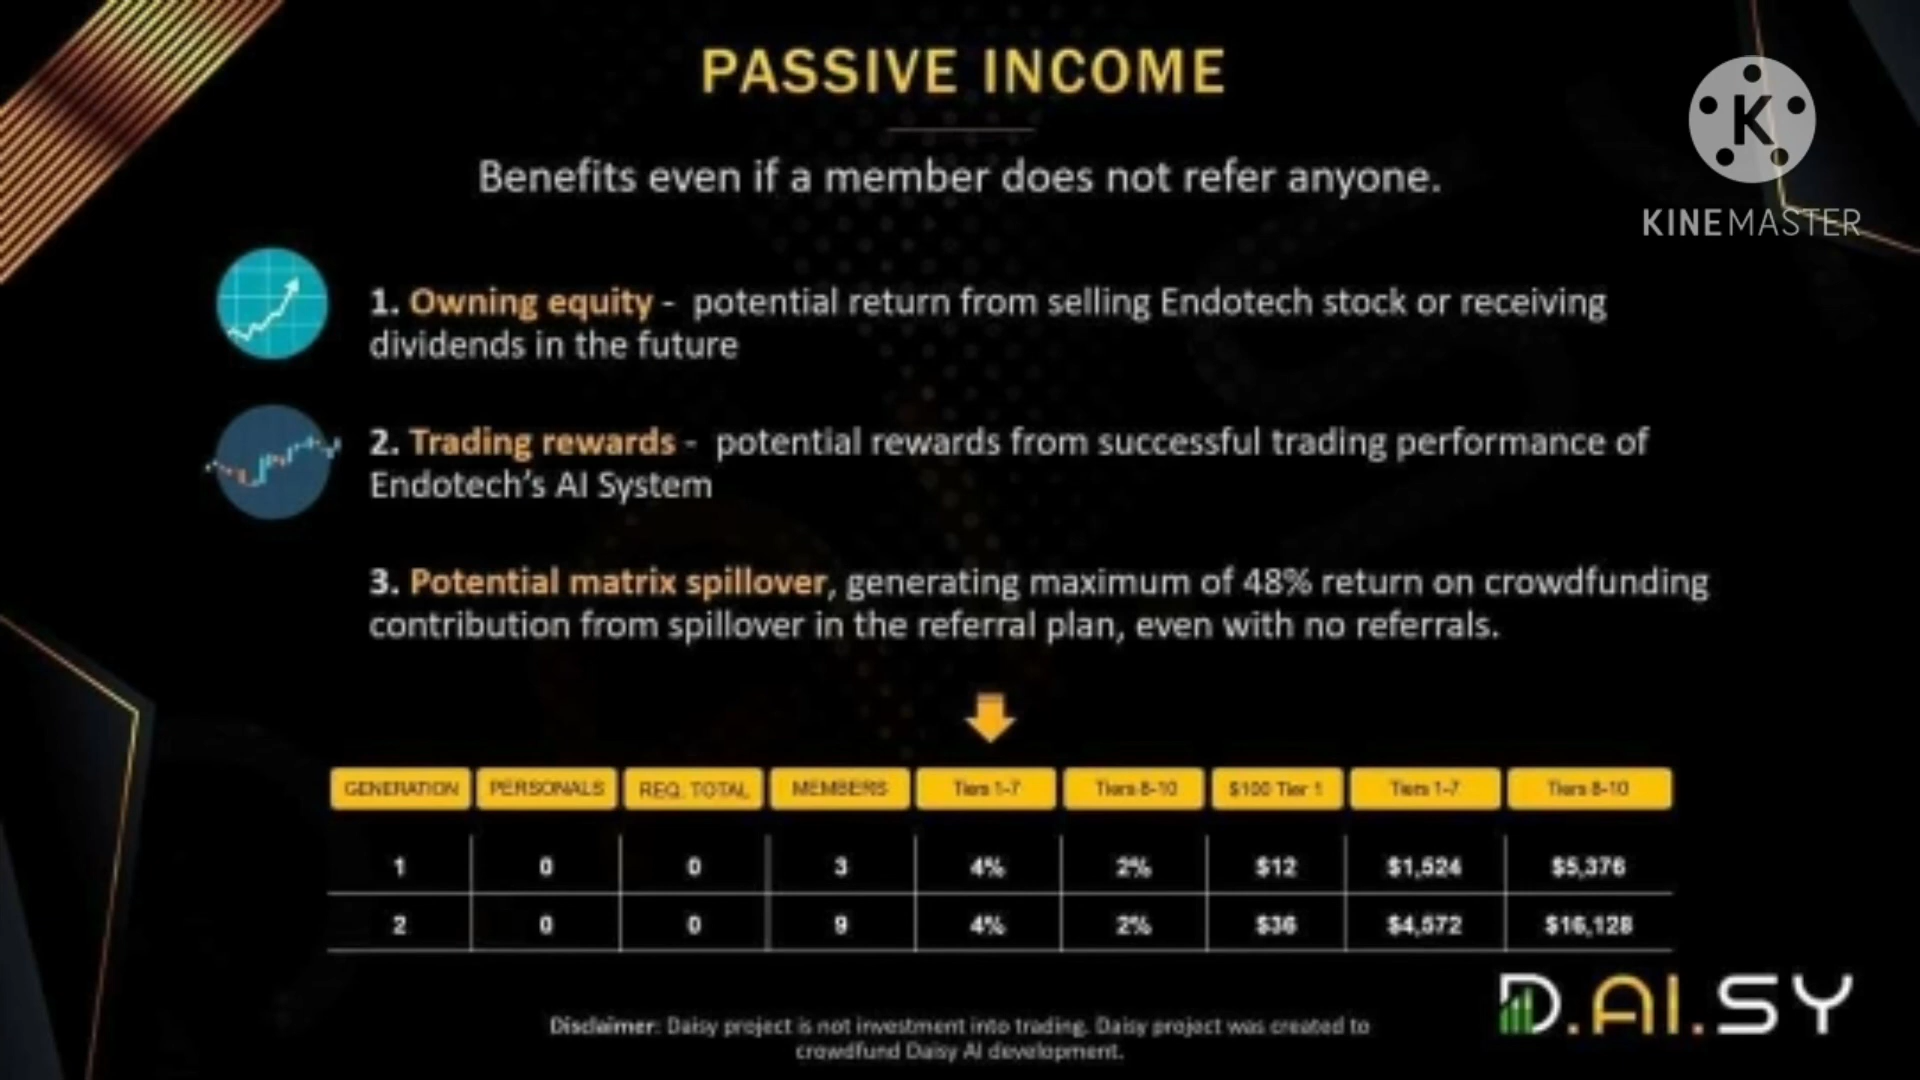 PASSIVE INCOME
Benefits even if a member does not refer anyone.
K
KINEMASTER
1. Owning equity - potential return from selling Endotech stock or receiving
dividends in the future
2. Trading rewards - potential rewards from successful trading performance of
Endotech's AI System
3. Potential matrix spillover, generating maximum of 48% return on crowdfunding
contribution from spillover in the referral plan, even with no referrals.
GENERATION PERSONALS REQ. TOTAL MEMBERS Tiers 1-7 Tiers 8-10 $100 Tier 1 Tiers 1-7 Tiers 8-10
1 0 0 3 4% 2% $12 $1,524 $5,376
2 0 0 9 4% 2% $36 $4,572 $16,128
Disclaimer: Daisy project is not investment into trading. Daisy project was created to
crowdfund Daisy AI development.
D.AI.SY